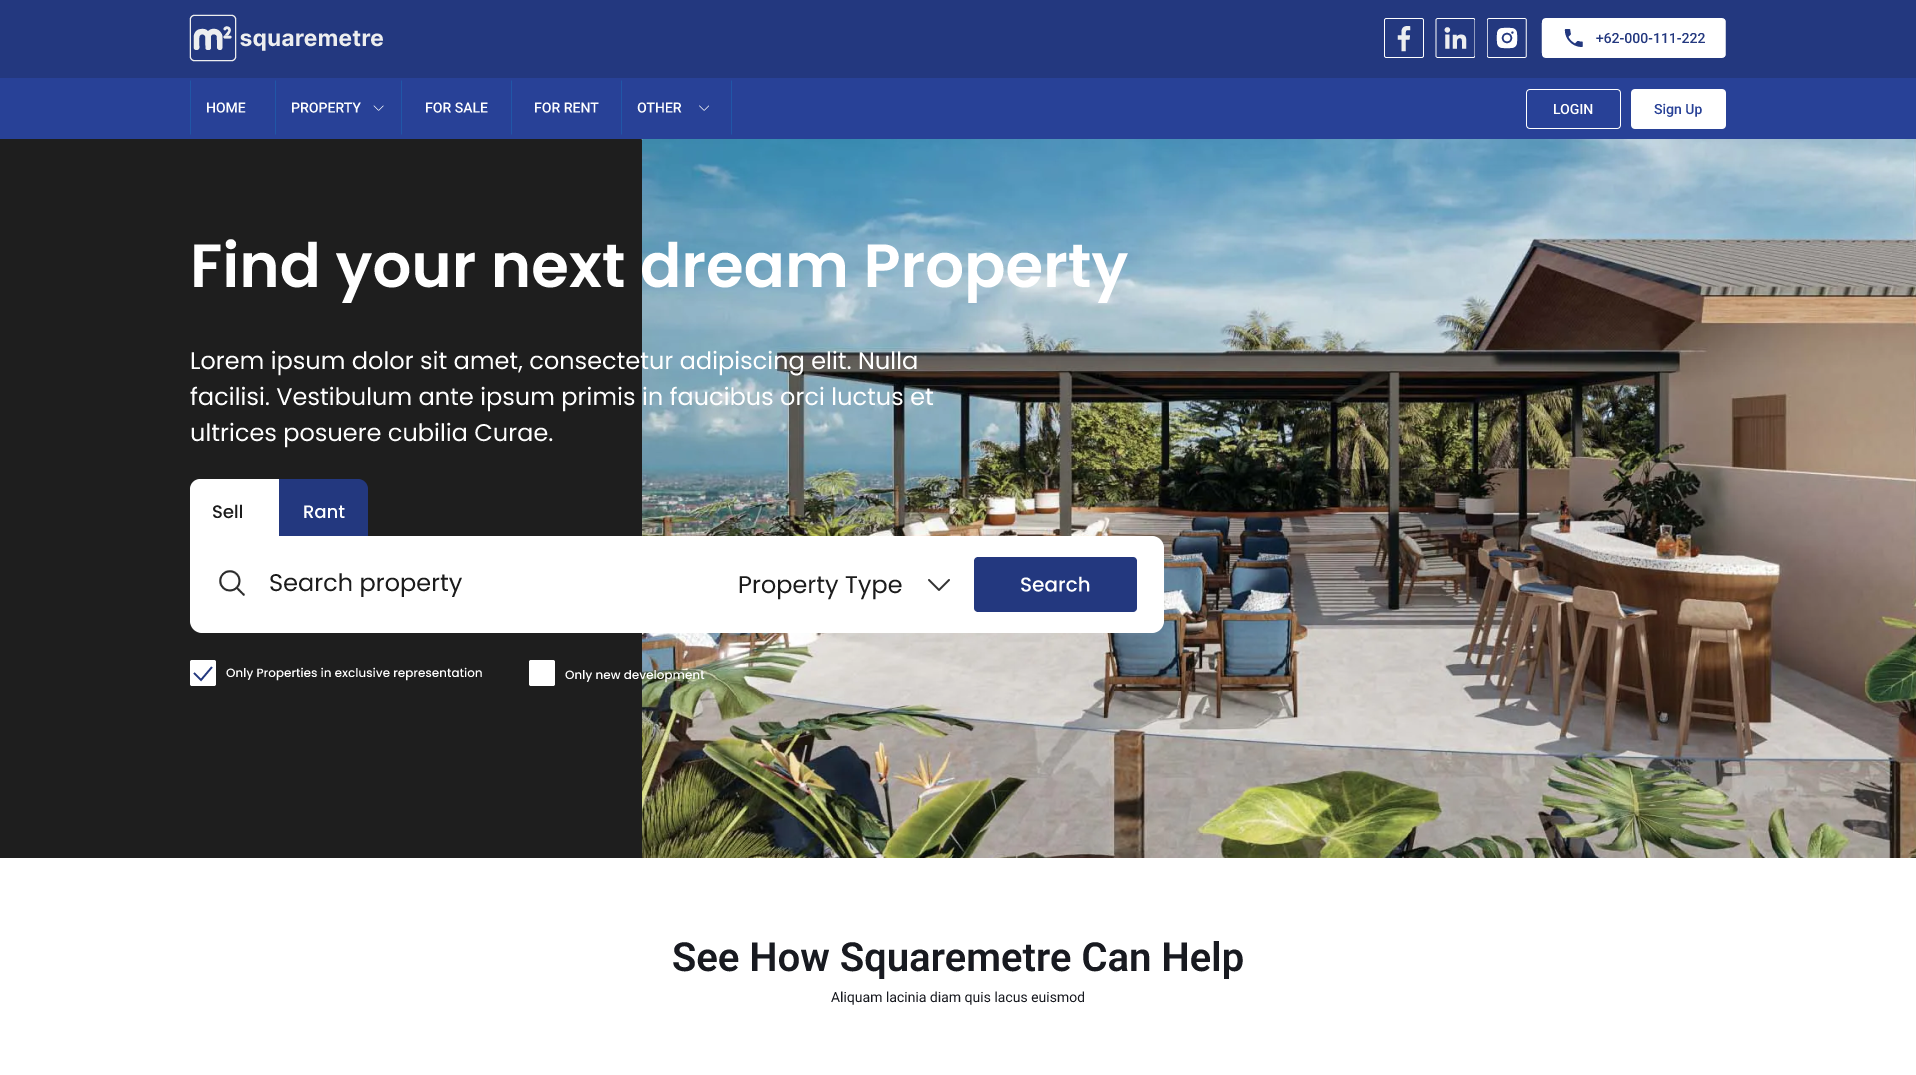 m² squaremetre
+62-000-111-222
HOME PROPERTY FOR SALE FOR RENT OTHER LOGIN Sign Up
Find your next dream Property
Lorem ipsum dolor sit amet, consectetur adipiscing elit. Nulla
facilisi. Vestibulum ante ipsum primis in faucibus orci luctus et
ultrices posuere cubilia Curae.
Sell Rant
Search property Property Type Search
Only Properties in exclusive representation Only new development
See How Squaremetre Can Help
Aliquam lacinia diam quis lacus euismod